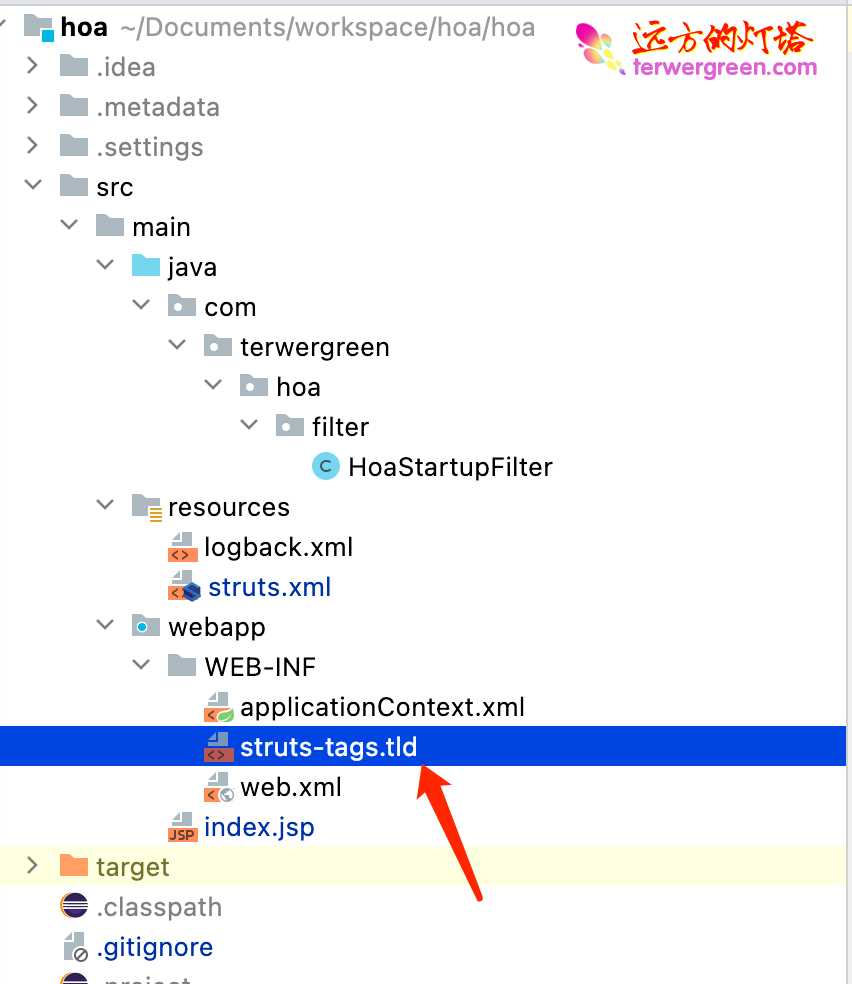 hoa ~/Documents/workspace/hoa/hoa
远方的灯塔
terwergreen.com
.idea
.metadata
.settings
src
main
java
com
terwergreen
hoa
filter
C HoaStartupFilter
resources
logback.xml
struts.xml
webapp
WEB-INF
applicationContext.xml
struts-tags.tld
web.xml
JSP index.jsp
target
.classpath
.gitignore
.project